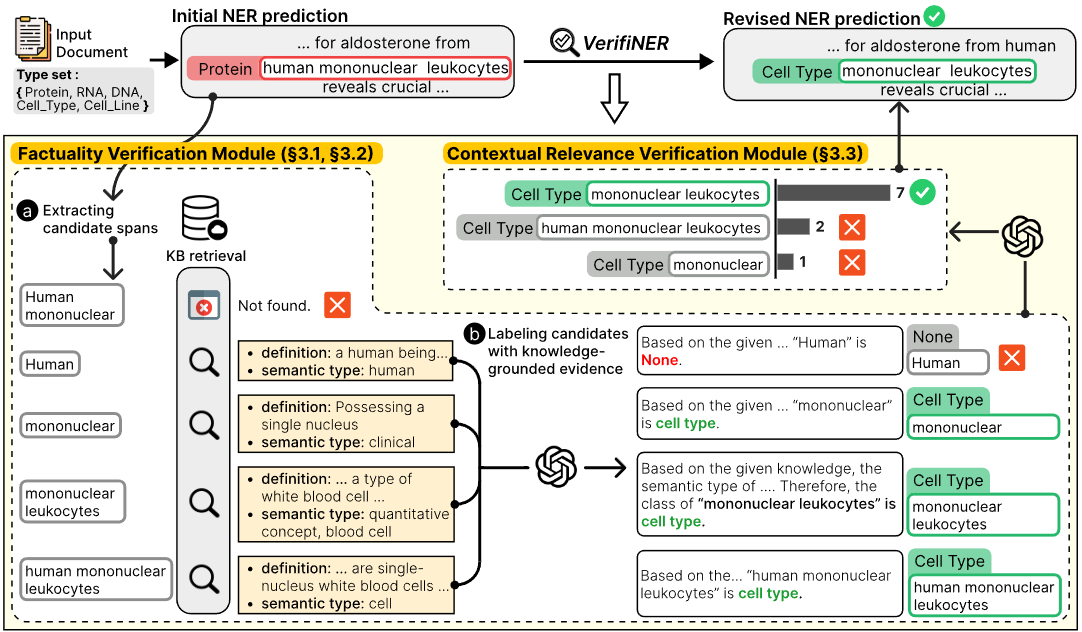 Input
Document
Type set :
{ Protein, RNA, DNA,
Cell_Type, Cell_Line }
Initial NER prediction
... for aldosterone from
Protein human mononuclear leukocytes
reveals crucial ...
VerifiNER
Revised NER prediction
... for aldosterone from human
Cell Type mononuclear leukocytes
reveals crucial ...
Factuality Verification Module (§3.1, §3.2)
a Extracting
candidate spans
KB retrieval
Human
mononuclear
Not found.
Human
• definition: a human being...
• semantic type: human
mononuclear
• definition: Possessing a
single nucleus
• semantic type: clinical
mononuclear
leukocytes
• definition: ... a type of
white blood cell ...
• semantic type: quantitative
concept, blood cell
human mononuclear
leukocytes
• definition: ... are single-
nucleus white blood cells ...
• semantic type: cell
Contextual Relevance Verification Module (§3.3)
Cell Type mononuclear leukocytes 7
Cell Type human mononuclear leukocytes 2
Cell Type mononuclear 1
b Labeling candidates
with knowledge-
grounded evidence
Based on the given ... “Human” is
None.
None
Human
Based on the given ... “mononuclear”
is cell type.
Cell Type
mononuclear
Based on the given knowledge, the
semantic type of .... Therefore, the
class of “mononuclear leukocytes” is
cell type.
Cell Type
mononuclear
leukocytes
Based on the... “human mononuclear
leukocytes” is cell type.
Cell Type
human mononuclear
leukocytes